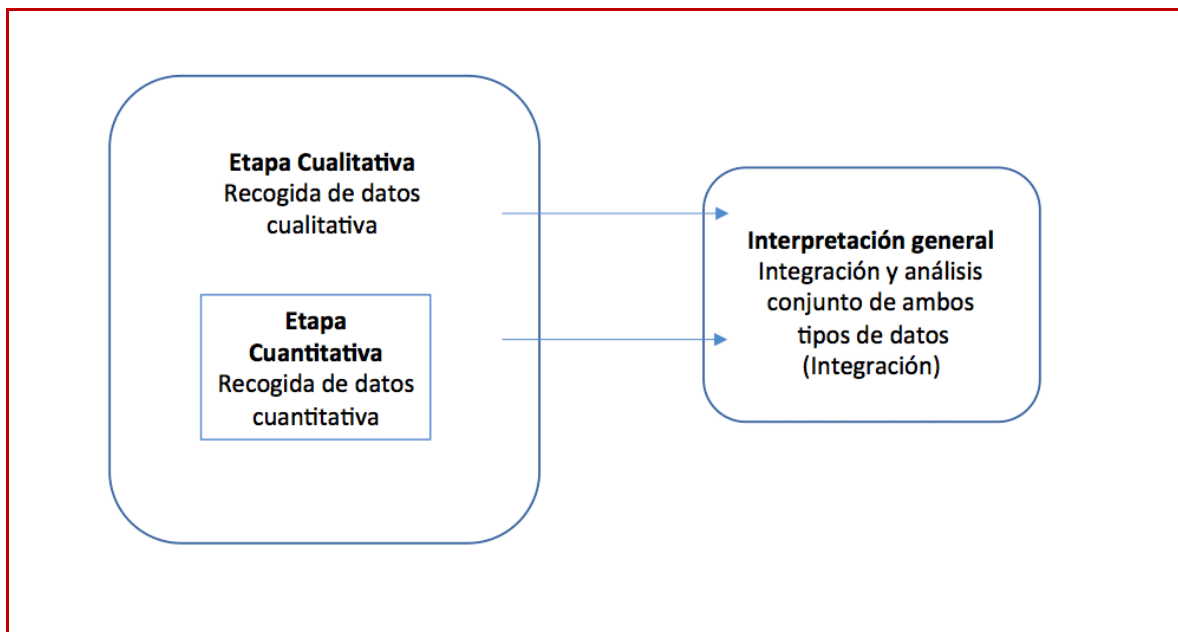 Etapa Cualitativa
Recogida de datos
cualitativa
Etapa
Cuantitativa
Recogida de datos
cuantitativa
Interpretación general
Integración y análisis
conjunto de ambos
tipos de datos
(Integración)